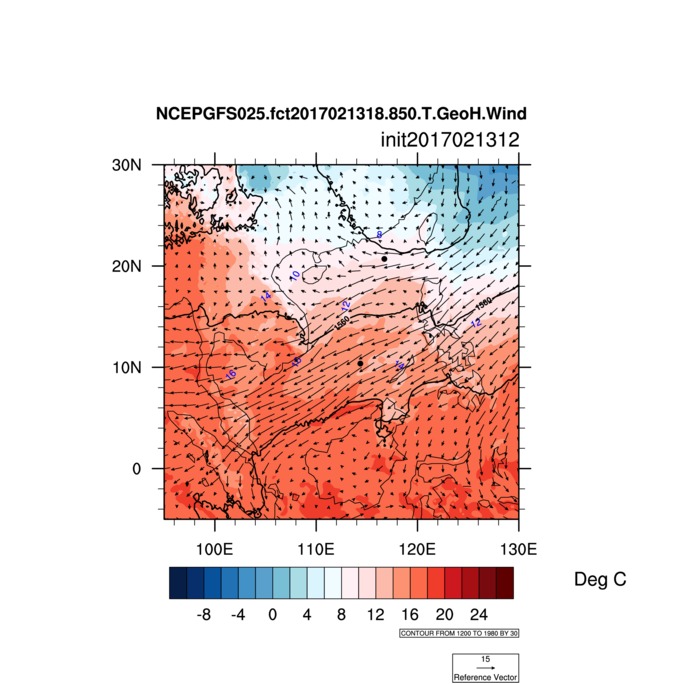 NCEPGFS025.fct2017021318.850.T.GeoH.Wind
init2017021312
30N
8
20N
10
14
12
1560
1560
12
10N
16
0
100E 110E 120E 130E
Deg C
-8 -4 0 4 8 12 16 20 24
CONTOUR FROM 1200 TO 1980 BY 30
15
Reference Vector